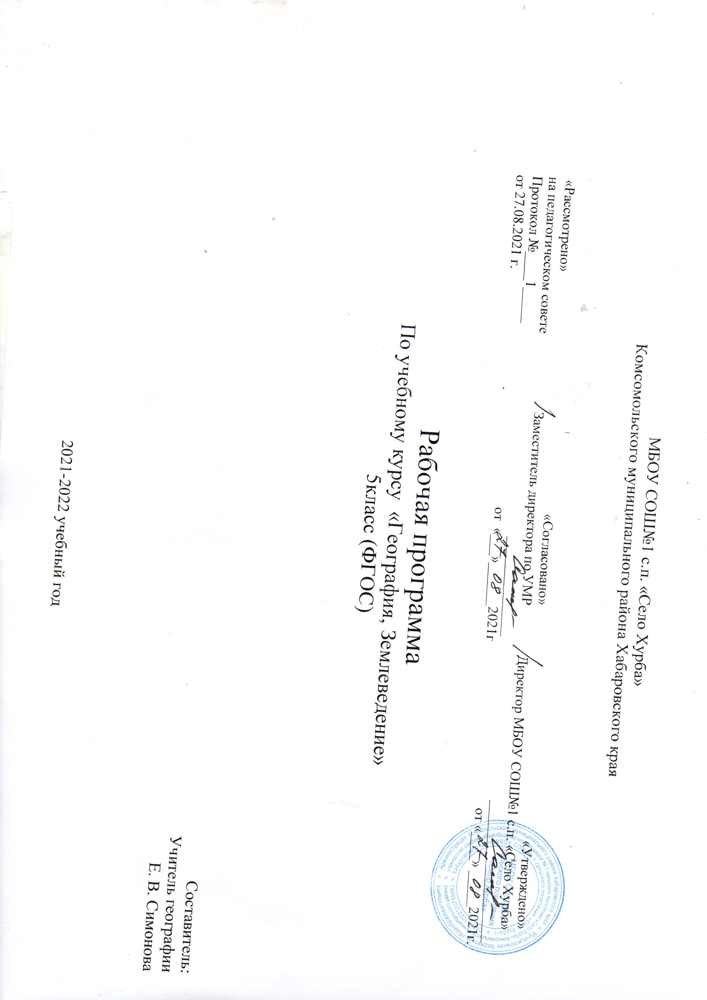 МБОУ СОШ№1 с.п. «Село Хурба»
Комсомольского муниципального района Хабаровского края
«Рассмотрено»
на педагогическом совете
Протокол № 1
от 27.08.2021 г.
«Согласовано»
Заместитель директора по УМР
от «27» 08 2021г
«Утверждено»
Директор МБОУ СОШ№1 с.п. «Село Хурба»
от «27» 08 2021г.
Рабочая программа
По учебному курсу «География, Землеведение»
5класс (ФГОС)
Составитель:
Учитель географии
Е. В. Симонова
2021-2022 учебный год